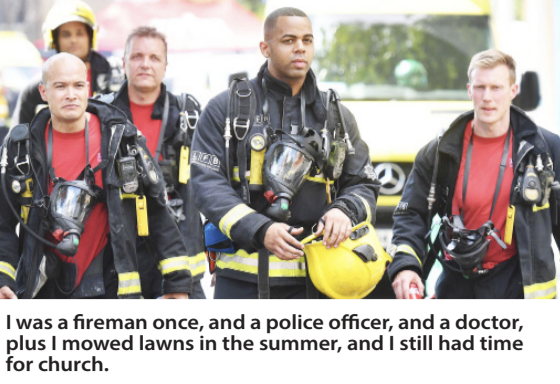 I was a fireman once, and a police officer, and a doctor,
plus I mowed lawns in the summer, and I still had time
for church.